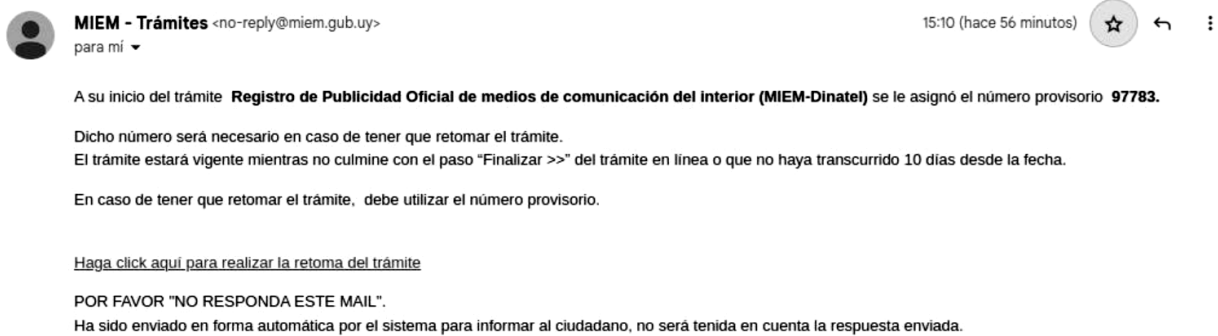 MIEM - Trámites <no-reply@miem.gub.uy>
15:10 (hace 56 minutos)
para mí
A su inicio del trámite Registro de Publicidad Oficial de medios de comunicación del interior (MIEM-Dinatel) se le asignó el número provisorio 97783.
Dicho número será necesario en caso de tener que retomar el trámite.
El trámite estará vigente mientras no culmine con el paso “Finalizar >>” del trámite en línea o que no haya transcurrido 10 días desde la fecha.
En caso de tener que retomar el trámite, debe utilizar el número provisorio.
Haga click aquí para realizar la retoma del trámite
POR FAVOR "NO RESPONDA ESTE MAIL".
Ha sido enviado en forma automática por el sistema para informar al ciudadano, no será tenida en cuenta la respuesta enviada.